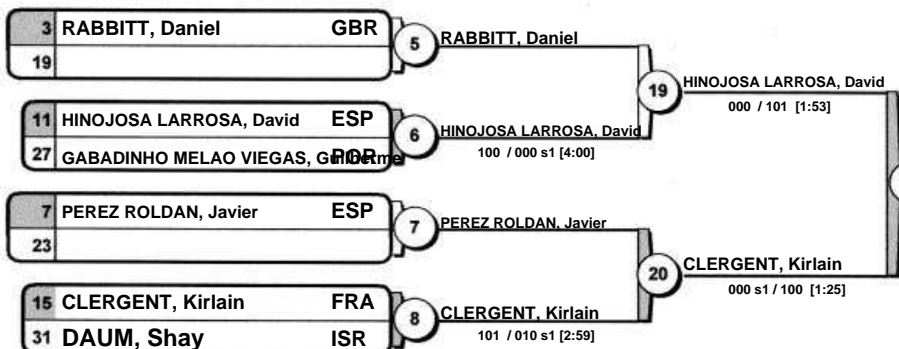 3 RABBITT, Daniel GBR
19
5
RABBITT, Daniel
11 HINOJOSA LARROSA, David ESP
27 GABADINHO MELAO VIEGAS, Guilherme POR
6
HINOJOSA LARROSA, David
100 / 000 s1 [4:00]
19
HINOJOSA LARROSA, David
000 / 101 [1:53]
7 PEREZ ROLDAN, Javier ESP
23
7
PEREZ ROLDAN, Javier
15 CLERGENT, Kirlain FRA
31 DAUM, Shay ISR
8
CLERGENT, Kirlain
101 / 010 s1 [2:59]
20
CLERGENT, Kirlain
000 s1 / 100 [1:25]